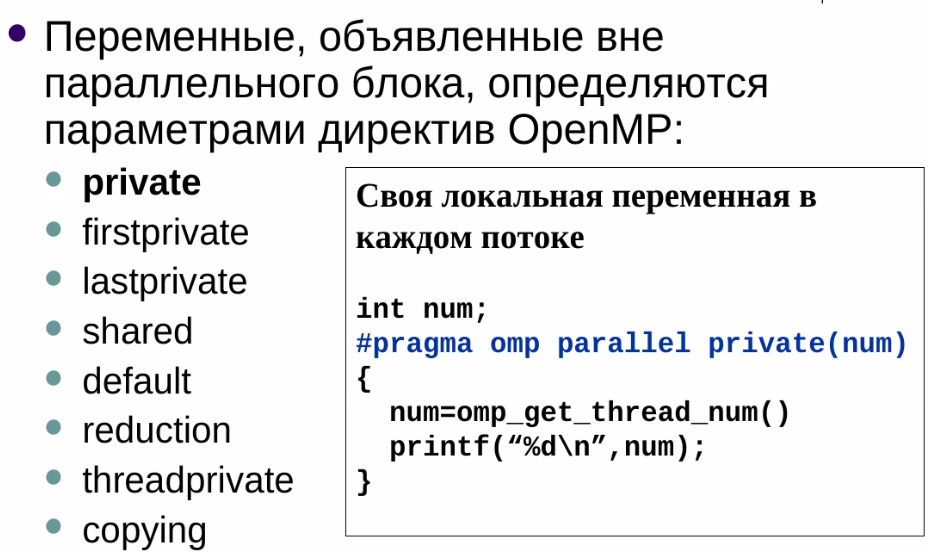 Переменные, объявленные вне
параллельного блока, определяются
параметрами директив OpenMP:
private
firstprivate
lastprivate
shared
default
reduction
threadprivate
copying
Своя локальная переменная в
каждом потоке
int num;
#pragma omp parallel private(num)
{
num=omp_get_thread_num()
printf(“%d\n”,num);
}